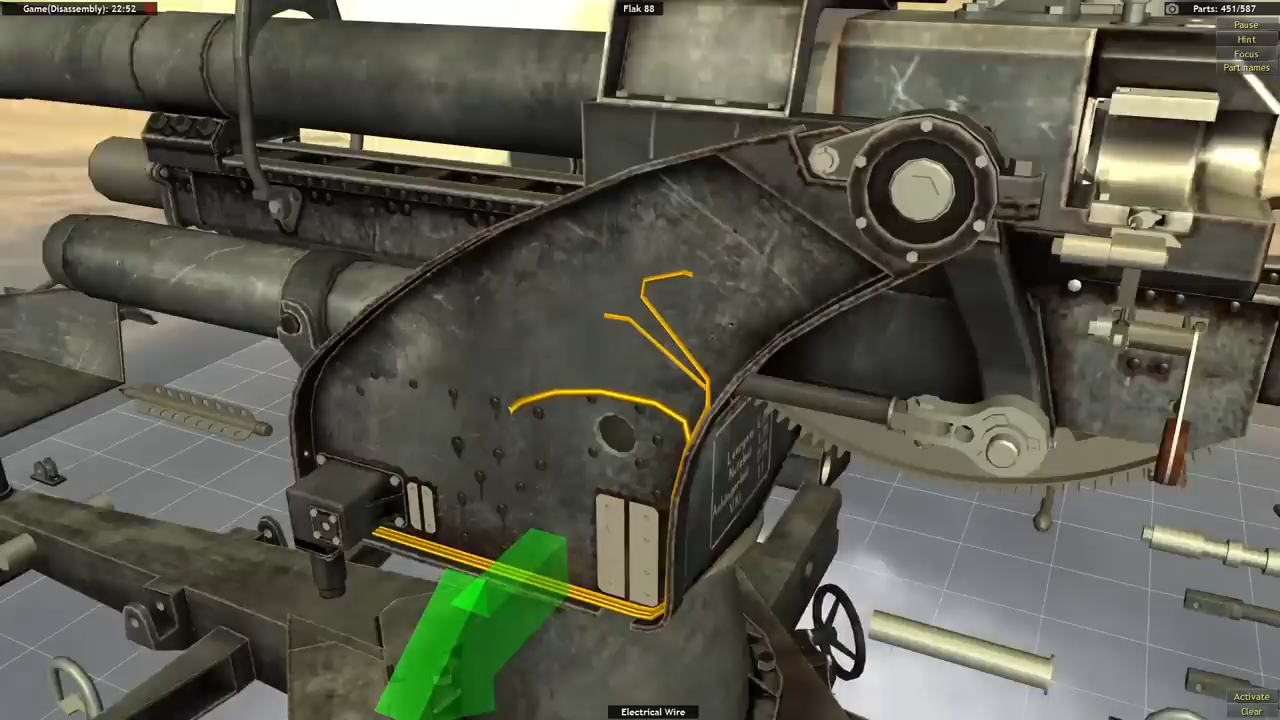 Game(Disassembly): 22:52
Flak 88
Parts: 451/587
Pause
Hint
Focus
Part names
Electrical Wire
Activate
Clear